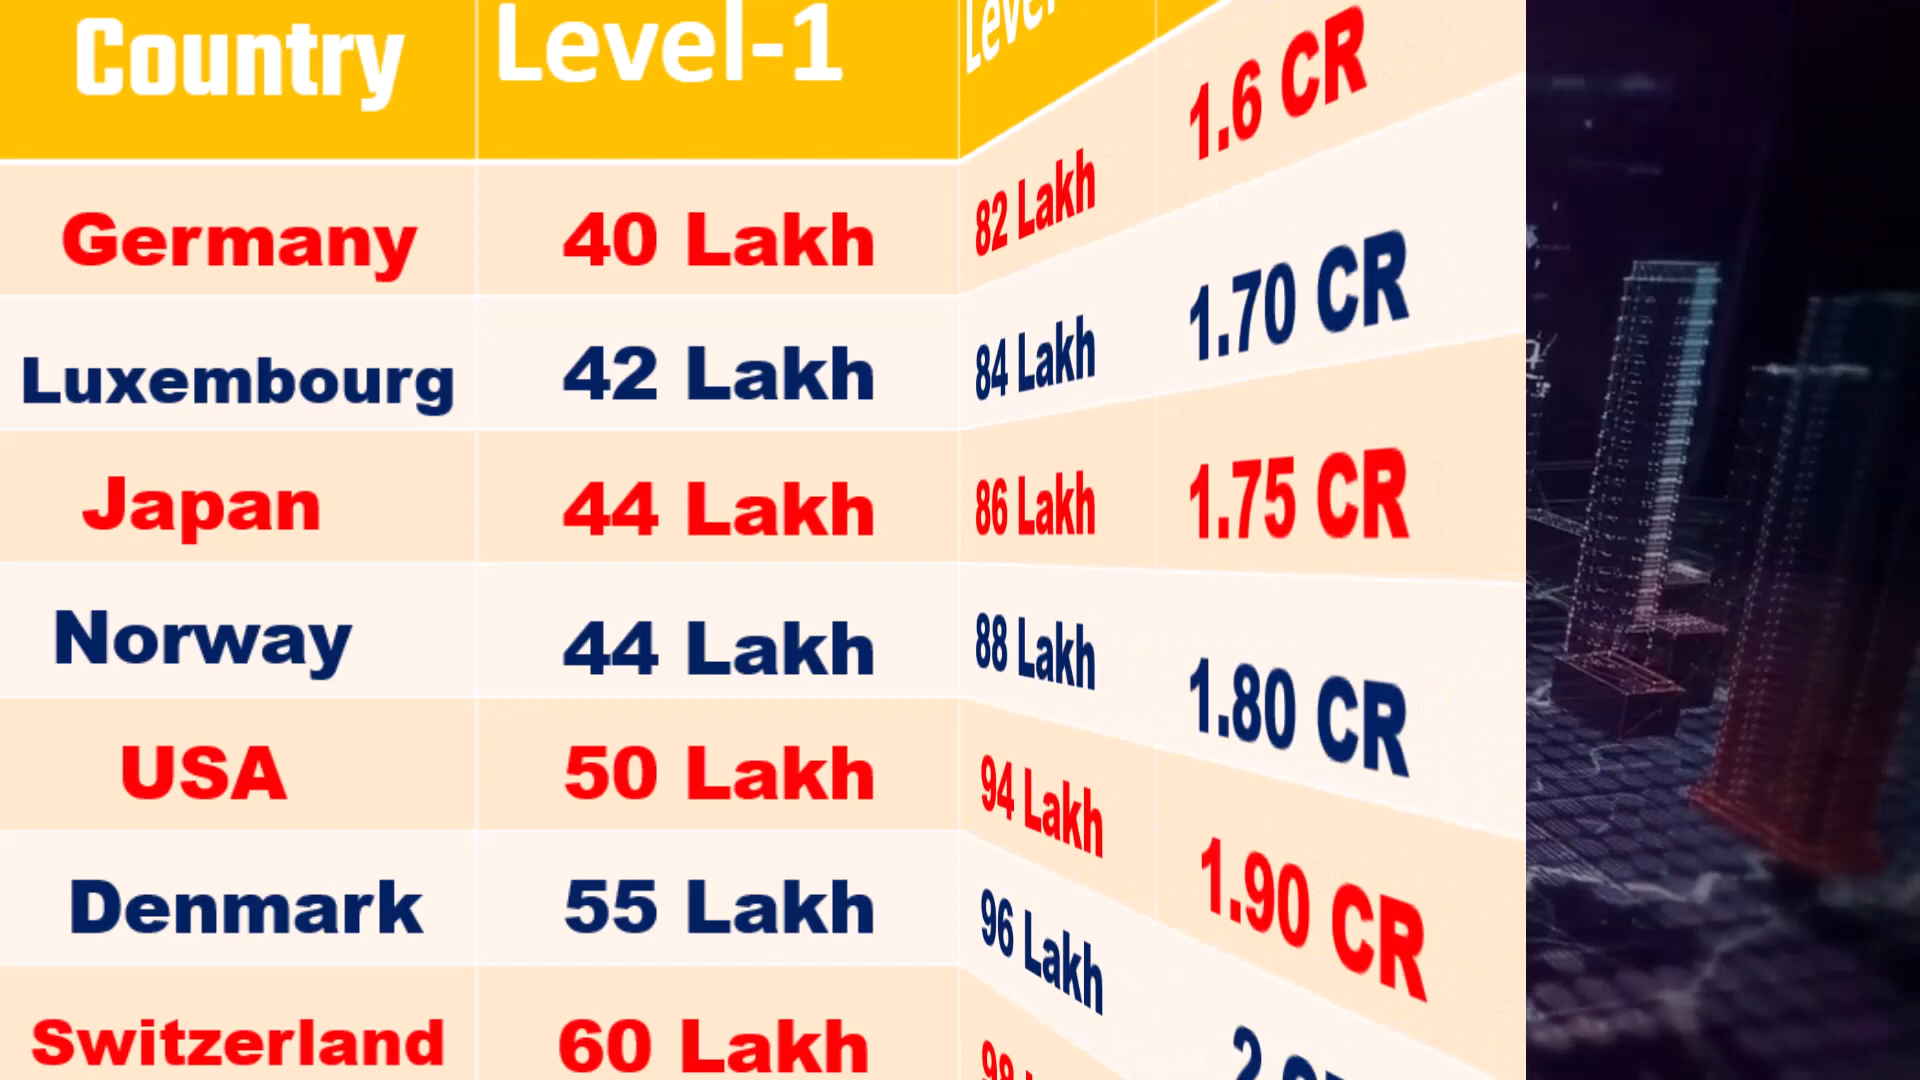 Country Level-1 Level
Germany 40 Lakh 82 Lakh 1.6 CR
Luxembourg 42 Lakh 84 Lakh 1.70 CR
Japan 44 Lakh 86 Lakh 1.75 CR
Norway 44 Lakh 88 Lakh 1.80 CR
USA 50 Lakh 94 Lakh 1.90 CR
Denmark 55 Lakh 96 Lakh
Switzerland 60 Lakh 98